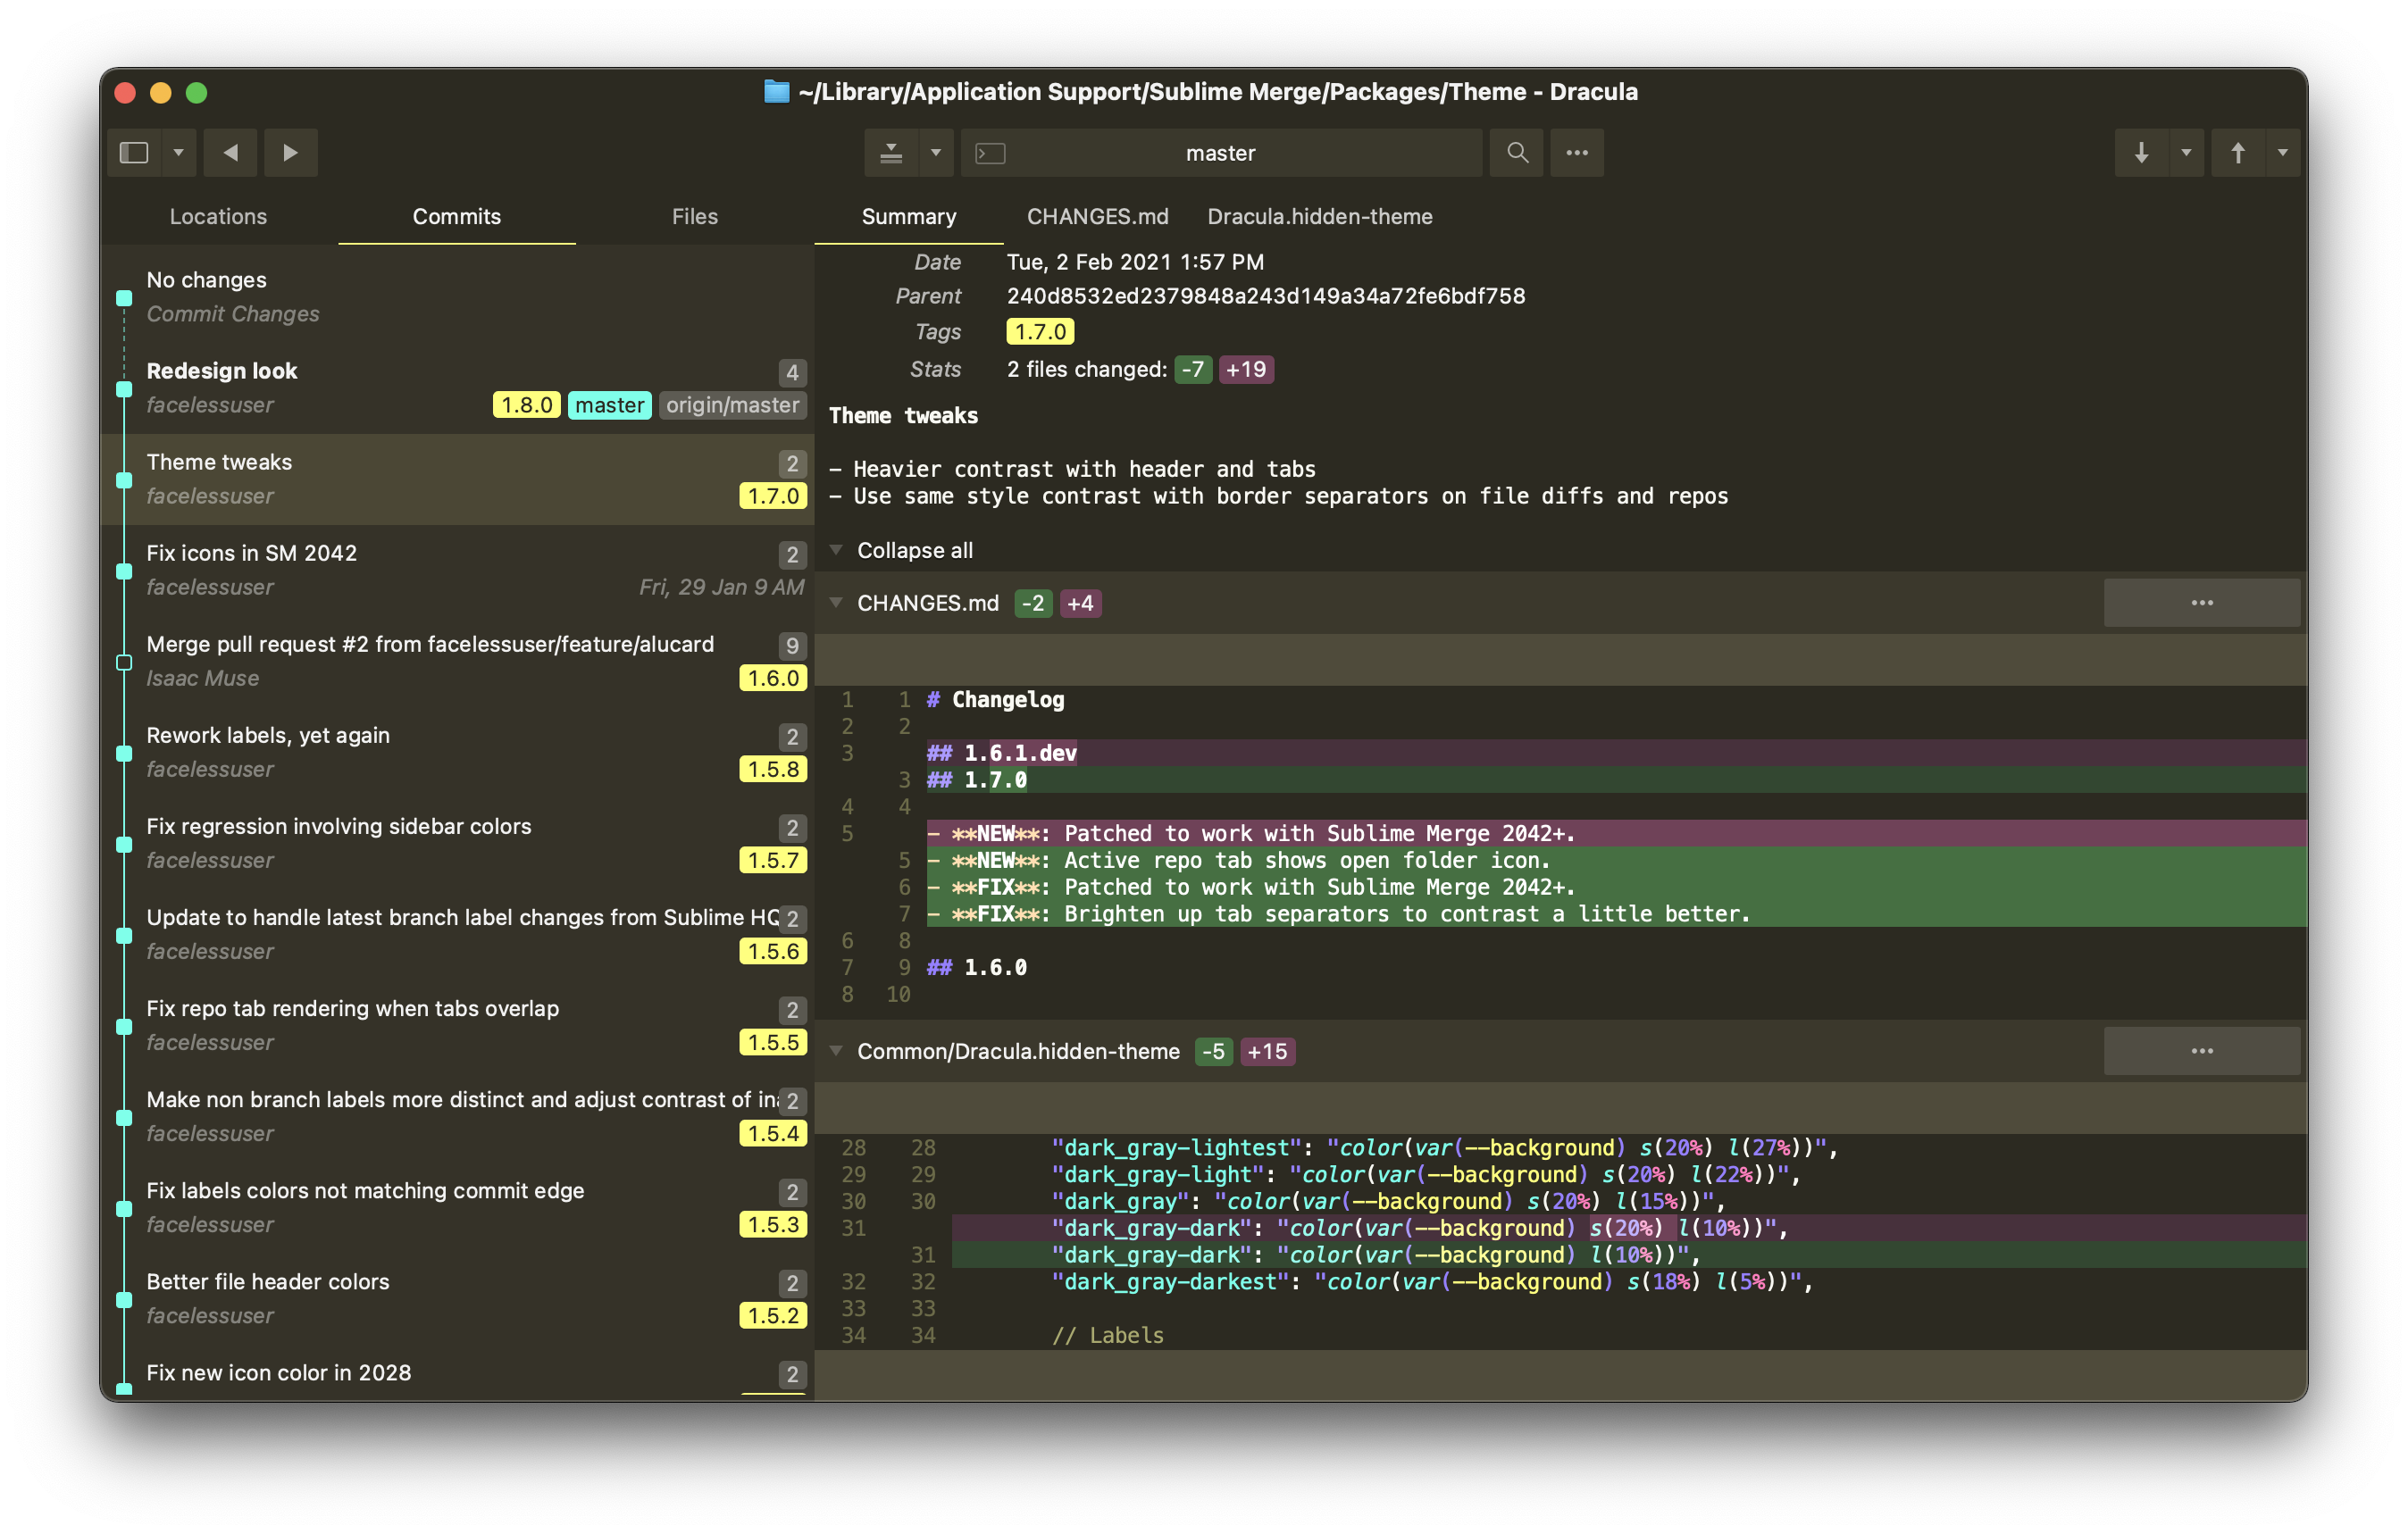 ~/Library/Application Support/Sublime Merge/Packages/Theme - Dracula
master
Locations
Commits
Files
No changes
Commit Changes
Redesign look 4
facelessuser 1.8.0 master origin/master
Theme tweaks 2
facelessuser 1.7.0
Fix icons in SM 2042 2
facelessuser Fri, 29 Jan 9 AM
Merge pull request #2 from facelessuser/feature/alucard 9
Isaac Muse 1.6.0
Rework labels, yet again 2
facelessuser 1.5.8
Fix regression involving sidebar colors 2
facelessuser 1.5.7
Update to handle latest branch label changes from Sublime HQ 2
facelessuser 1.5.6
Fix repo tab rendering when tabs overlap 2
facelessuser 1.5.5
Make non branch labels more distinct and adjust contrast of ina 2
facelessuser 1.5.4
Fix labels colors not matching commit edge 2
facelessuser 1.5.3
Better file header colors 2
facelessuser 1.5.2
Fix new icon color in 2028 2
Summary
CHANGES.md
Dracula.hidden-theme
Date Tue, 2 Feb 2021 1:57 PM
Parent 240d8532ed2379848a243d149a34a72fe6bdf758
Tags 1.7.0
Stats 2 files changed: -7 +19
Theme tweaks
- Heavier contrast with header and tabs
- Use same style contrast with border separators on file diffs and repos
Collapse all
CHANGES.md -2 +4
1 1 # Changelog
2 2
3 ## 1.6.1.dev
3 ## 1.7.0
4 4
5 - **NEW**: Patched to work with Sublime Merge 2042+.
5 - **NEW**: Active repo tab shows open folder icon.
6 - **FIX**: Patched to work with Sublime Merge 2042+.
7 - **FIX**: Brighten up tab separators to contrast a little better.
6 8
7 9 ## 1.6.0
8 10
Common/Dracula.hidden-theme -5 +15
28 28 "dark_gray-lightest": "color(var(--background) s(20%) l(27%))",
29 29 "dark_gray-light": "color(var(--background) s(20%) l(22%))",
30 30 "dark_gray": "color(var(--background) s(20%) l(15%))",
31 "dark_gray-dark": "color(var(--background) s(20%) l(10%))",
31 "dark_gray-dark": "color(var(--background) l(10%))",
32 32 "dark_gray-darkest": "color(var(--background) s(18%) l(5%))",
33 33
34 34 // Labels